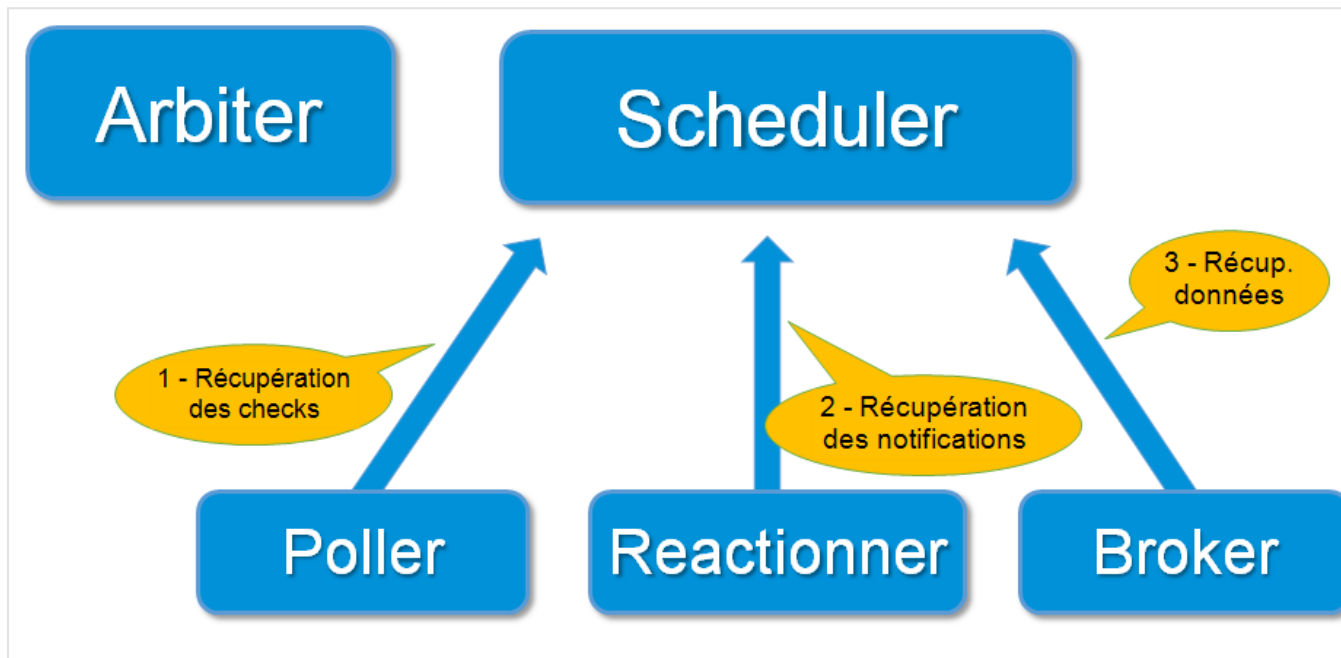 Arbiter
Scheduler
3 - Récup.
données
1 - Récupération
des checks
2 - Récupération
des notifications
Poller
Reactionner
Broker